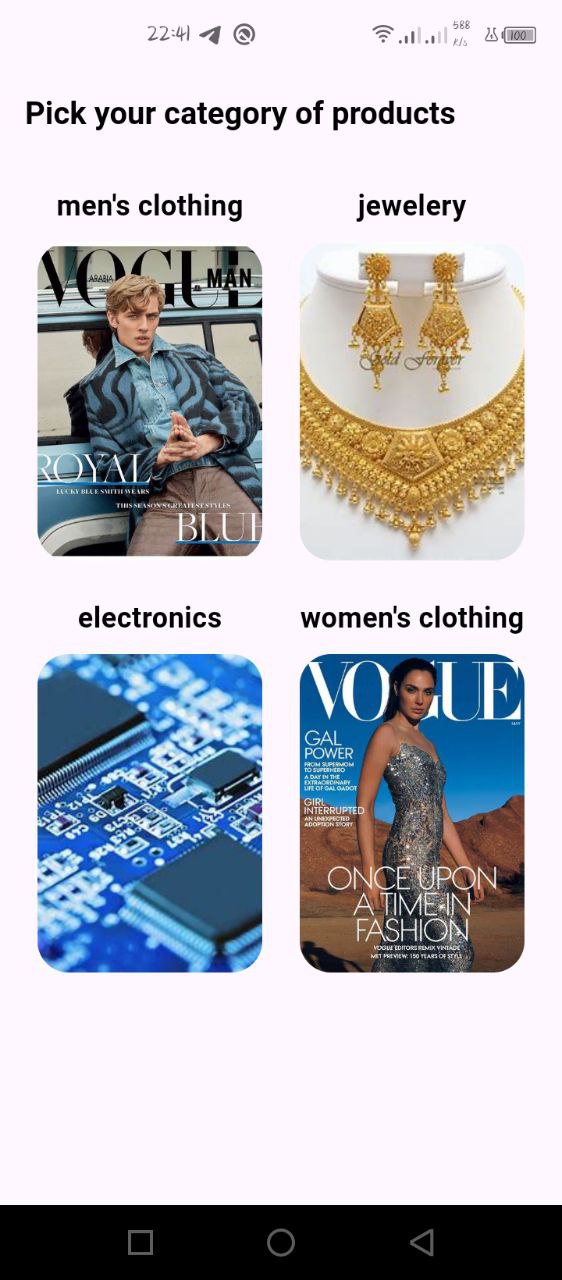 22:41
588
K/s
100
Pick your category of products
men's clothing
jewelery
VOGUE
ARABIA
MAN
ROYAL
LUCKY BLUE SMITH WEARS
THIS SEASON'S GREATEST STYLES
BLUE
Gold Forever
electronics
women's clothing
VOGUE
MAY
GAL
POWER
FROM SUPERMOM
TO SUPERHERO
A DAY IN THE
EXTRAORDINARY
LIFE OF GAL GADOT
GIRL
INTERRUPTED
AN UNEXPECTED
ADOPTION STORY
ONCE UPON
A TIME IN
FASHION
VOGUE EDITORS REMIX VINTAGE
MET PREVIEW: 150 YEARS OF STYLE